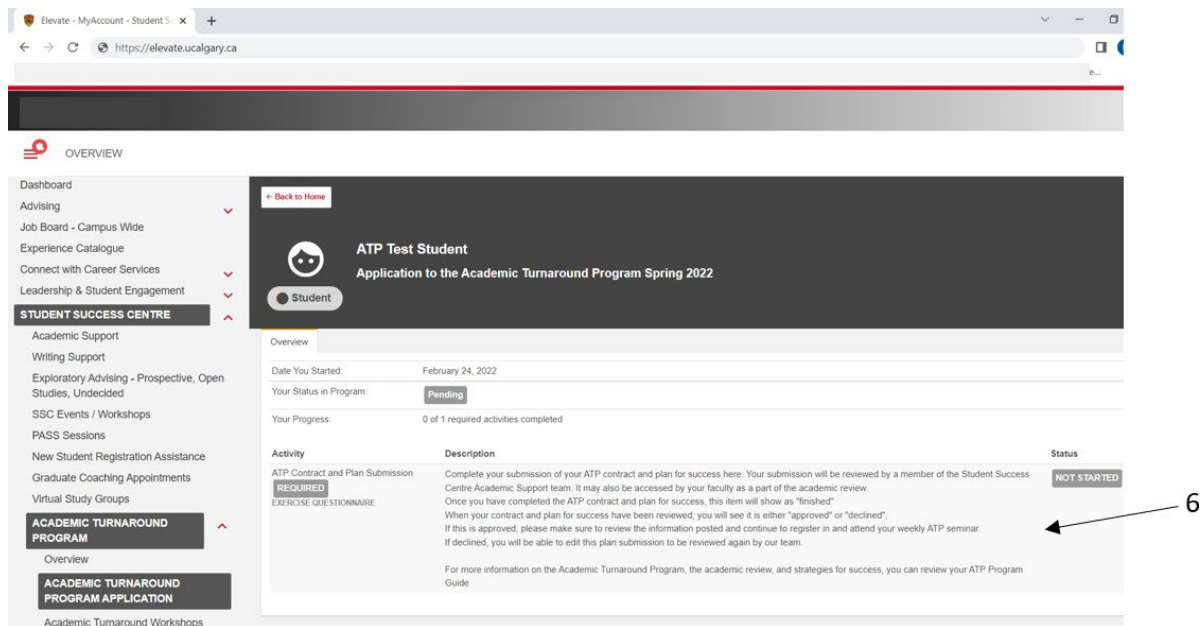 Elevate - MyAccount - Student S
https://elevate.ucalgary.ca
e...
OVERVIEW
Dashboard
Advising
Job Board - Campus Wide
Experience Catalogue
Connect with Career Services
Leadership & Student Engagement
STUDENT SUCCESS CENTRE
Academic Support
Writing Support
Exploratory Advising - Prospective, Open
Studies, Undecided
SSC Events / Workshops
PASS Sessions
New Student Registration Assistance
Graduate Coaching Appointments
Virtual Study Groups
ACADEMIC TURNAROUND
PROGRAM
Overview
ACADEMIC TURNAROUND
PROGRAM APPLICATION
Academic Turnaround Workshops
← Back to Home
ATP Test Student
Application to the Academic Turnaround Program Spring 2022
Student
Overview
Date You Started: February 24, 2022
Your Status in Program: Pending
Your Progress: 0 of 1 required activities completed
Activity Description Status
ATP Contract and Plan Submission
REQUIRED
EXERCISE QUESTIONNAIRE
Complete your submission of your ATP contract and plan for success here. Your submission will be reviewed by a member of the Student Success
Centre Academic Support team. It may also be accessed by your faculty as a part of the academic review.
Once you have completed the ATP contract and plan for success, this item will show as "finished"
When your contract and plan for success have been reviewed, you will see it is either "approved" or "declined".
If this is approved, please make sure to review the information posted and continue to register in and attend your weekly ATP seminar.
If declined, you will be able to edit this plan submission to be reviewed again by our team.
For more information on the Academic Turnaround Program, the academic review, and strategies for success, you can review your ATP Program
Guide
NOT STARTED
6